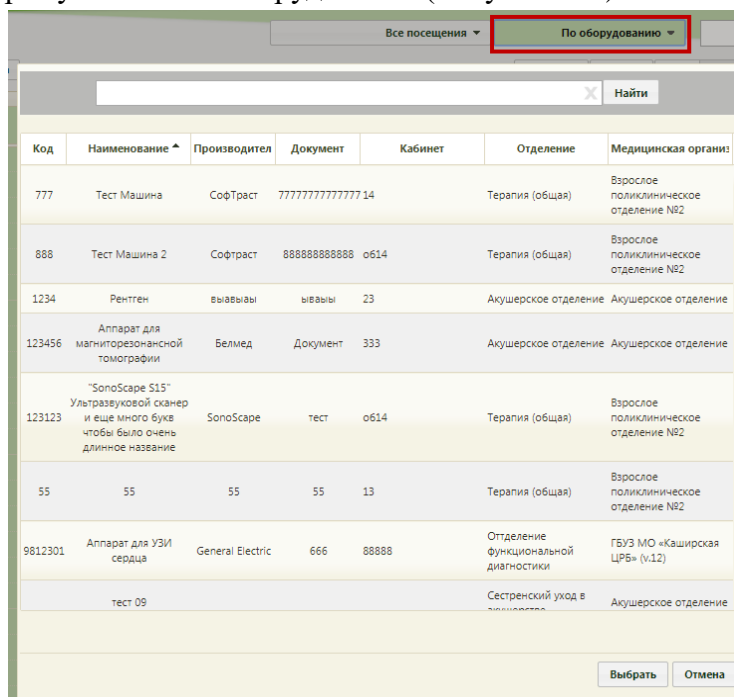 Все посещения По оборудованию
Найти
Код Наименование Производител Документ Кабинет Отделение Медицинская организ
777 Тест Машина СофТраст 77777777777777 14 Терапия (общая) Взрослое
поликлиническое
отделение №2
888 Тест Машина 2 Софтраст 888888888888 о614 Терапия (общая) Взрослое
поликлиническое
отделение №2
1234 Рентген выавыаы ываыы 23 Акушерское отделение Акушерское отделение
123456 Аппарат для
магниторезонансной
томографии Белмед Документ 333 Акушерское отделение Акушерское отделение
123123 "SonoScape S15"
Ультразвуковой сканер
и еще много букв
чтобы было очень
длинное название SonoScape тест о614 Терапия (общая) Взрослое
поликлиническое
отделение №2
55 55 55 55 13 Терапия (общая) Взрослое
поликлиническое
отделение №2
9812301 Аппарат для УЗИ
сердца General Electric 666 88888 Оттделение
функциональной
диагностики ГБУЗ МО «Каширская
ЦРБ» (v.12)
тест 09 Сестренский уход в
акушерстве Акушерское отделение
Выбрать Отмена